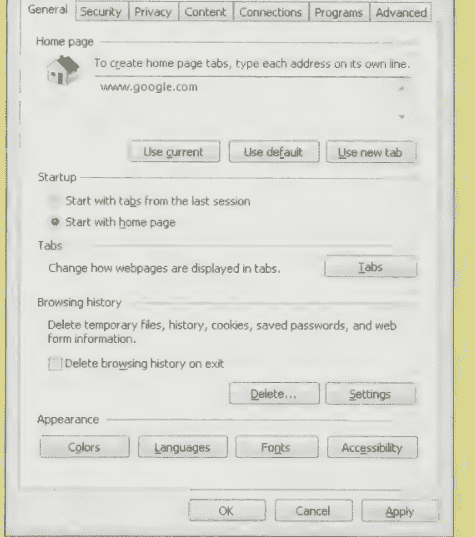 General Security Privacy Content Connections Programs Advanced
Home page
To create home page tabs, type each address on its own line.
www.google.com
Use current Use default Use new tab
Startup
Start with tabs from the last session
Start with home page
Tabs
Change how webpages are displayed in tabs. Tabs
Browsing history
Delete temporary files, history, cookies, saved passwords, and web
form information.
Delete browsing history on exit
Delete... Settings
Appearance
Colors Languages Fonts Accessibility
OK Cancel Apply